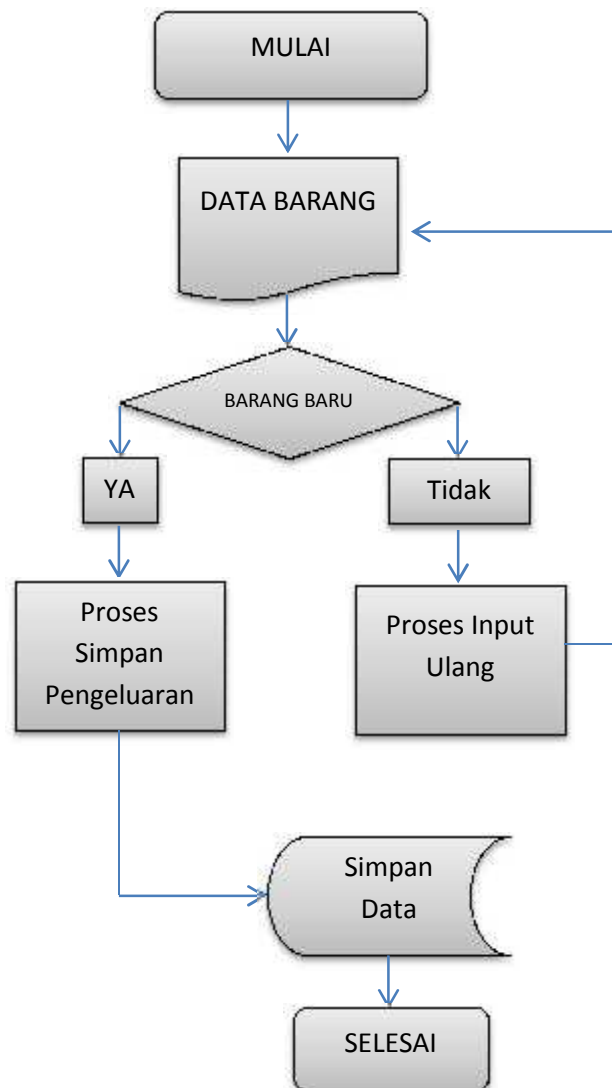 MULAI
DATA BARANG
BARANG BARU
YA
Tidak
Proses
Simpan
Pengeluaran
Proses Input
Ulang
Simpan
Data
SELESAI